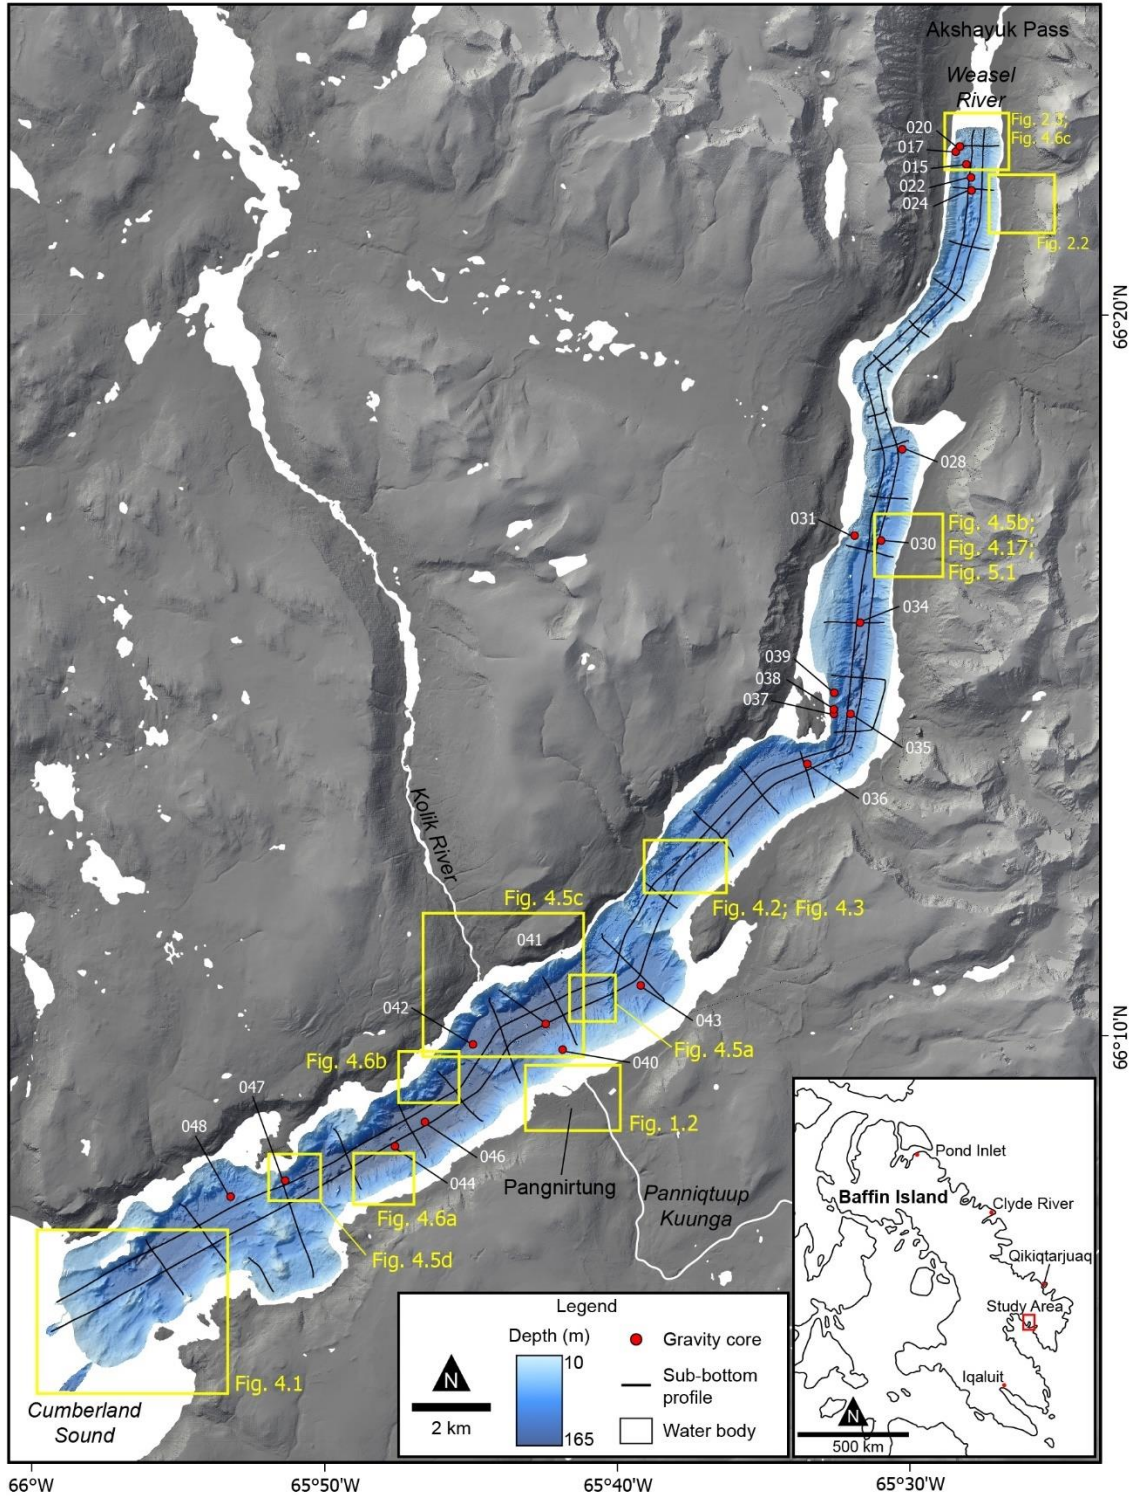 Akshayuk Pass
Weasel
River
020
017
015
022
024
Fig. 2.3;
Fig. 4.6c
Fig. 2.2
66°20'N
028
031
030
Fig. 4.5b;
Fig. 4.17;
Fig. 5.1
034
039
038
037
035
036
Kolik River
Fig. 4.2; Fig. 4.3
Fig. 4.5c
041
042
043
040
Fig. 4.5a
66°10'N
Fig. 4.6b
047
048
Fig. 1.2
046
044
Pangnirtung
Panniqtuup
Kuunga
Fig. 4.6a
Fig. 4.5d
Fig. 4.1
Cumberland
Sound
Legend
N
2 km
Depth (m)
10
165
Gravity core
Sub-bottom
profile
Water body
Pond Inlet
Baffin Island
Clyde River
Qikiqtarjuaq
Study Area
Iqaluit
N
500 km
66°W
65°50'W
65°40'W
65°30'W